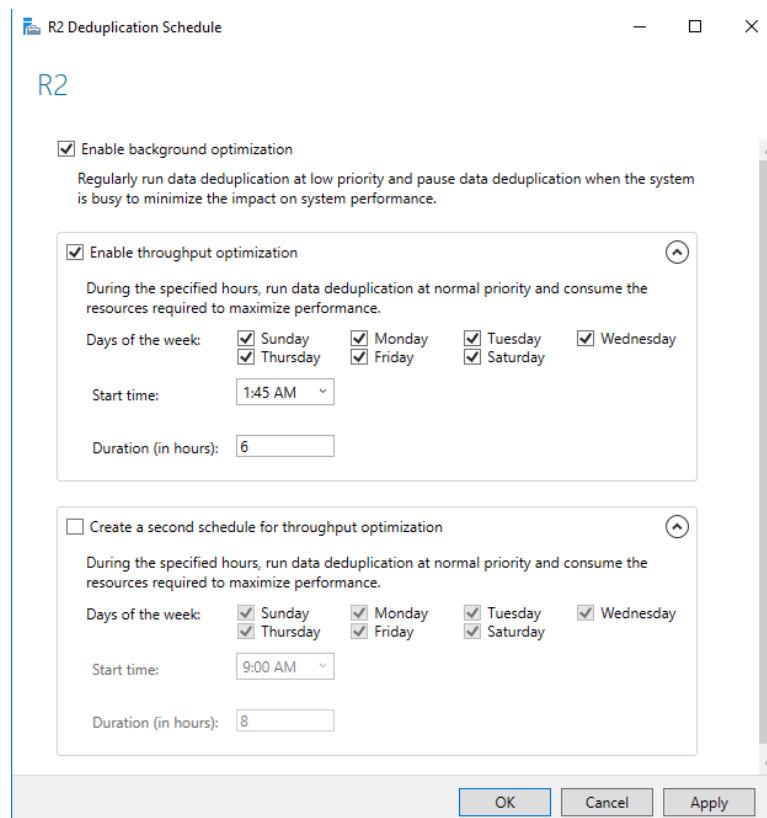 R2 Deduplication Schedule
R2
Enable background optimization
Regularly run data deduplication at low priority and pause data deduplication when the system
is busy to minimize the impact on system performance.
Enable throughput optimization
During the specified hours, run data deduplication at normal priority and consume the
resources required to maximize performance.
Days of the week: Sunday Monday Tuesday Wednesday
Thursday Friday Saturday
Start time: 1:45 AM
Duration (in hours): 6
Create a second schedule for throughput optimization
During the specified hours, run data deduplication at normal priority and consume the
resources required to maximize performance.
Days of the week: Sunday Monday Tuesday Wednesday
Thursday Friday Saturday
Start time: 9:00 AM
Duration (in hours): 8
OK Cancel Apply